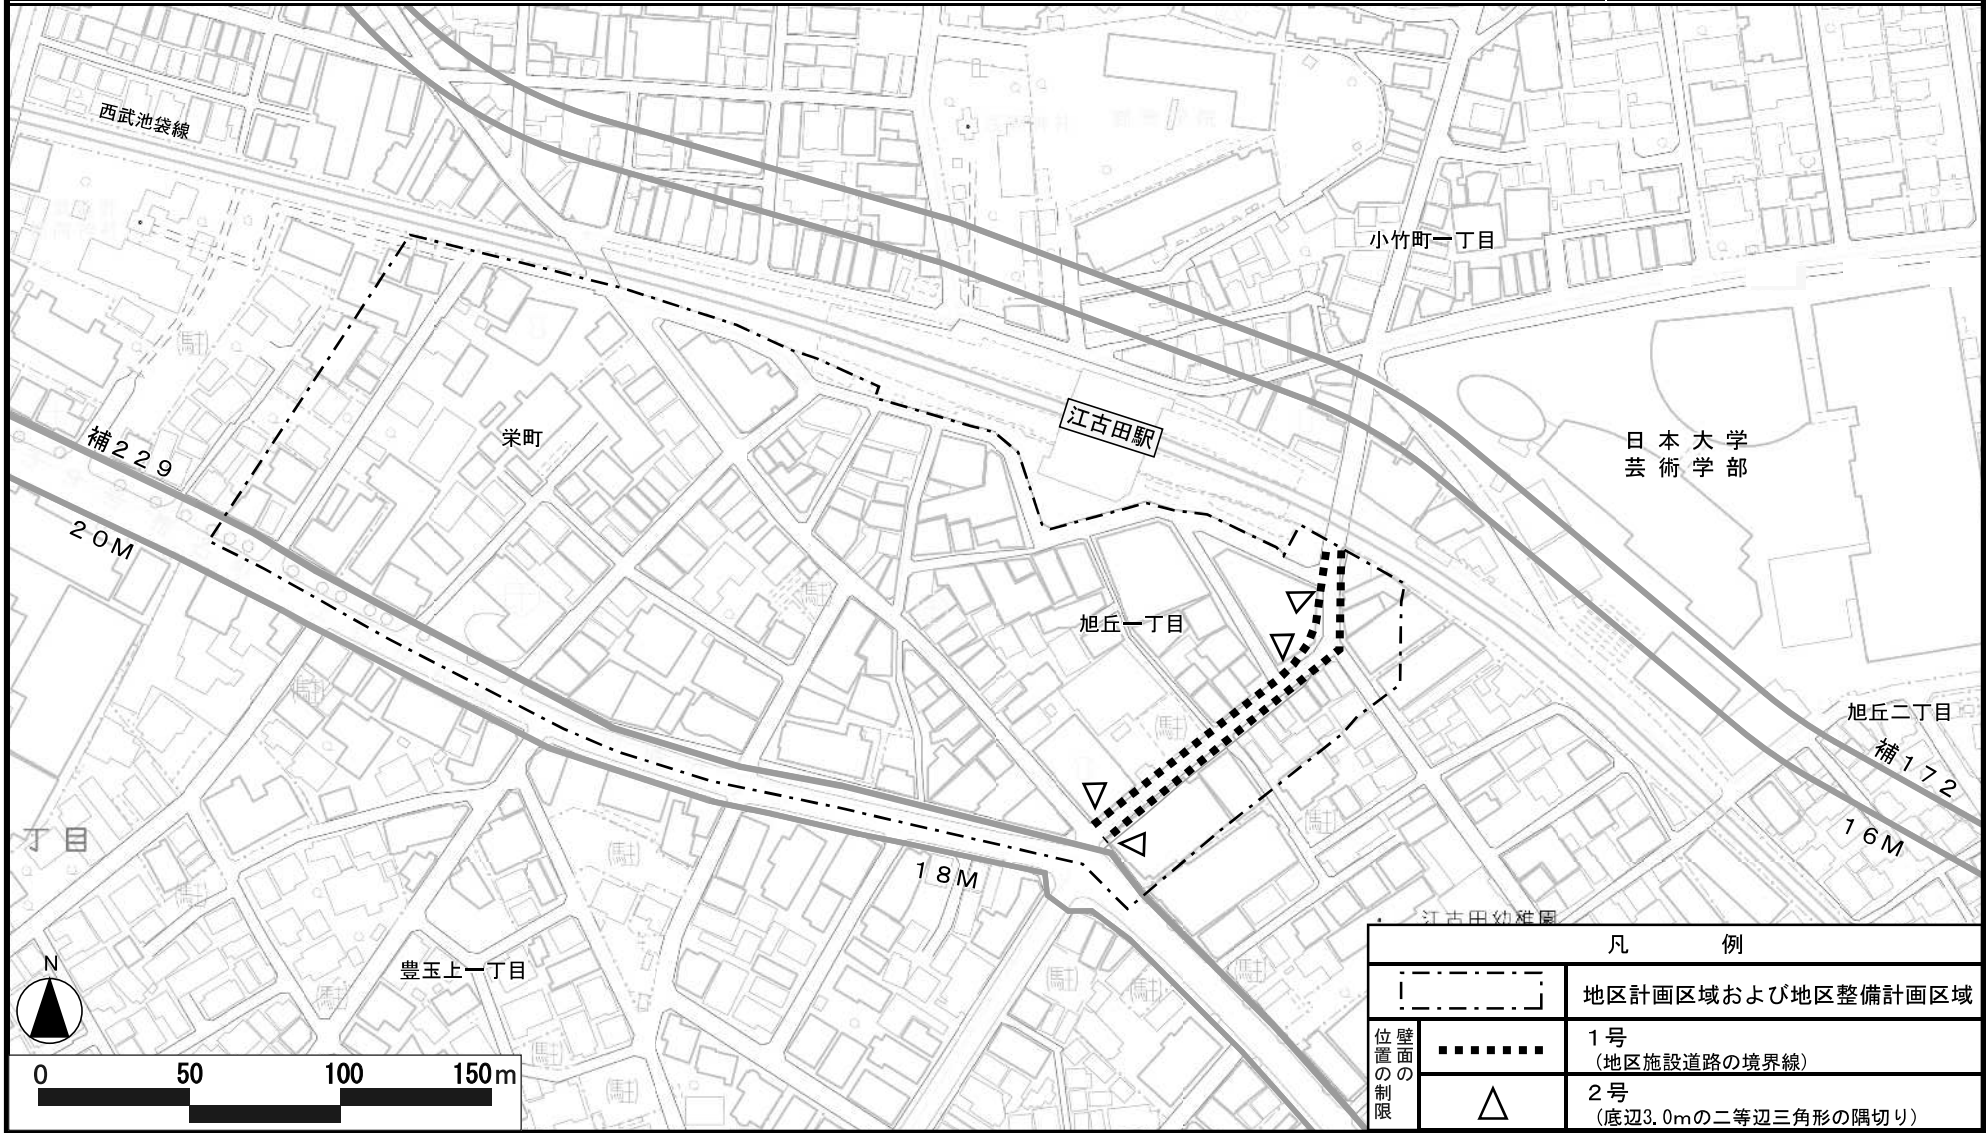 西武池袋線
小竹町一丁目
江古田駅
日本大学
芸術学部
栄町
補229
20M
旭丘一丁目
旭丘二丁目
補172
16M
丁目
18M
豊玉上一丁目
江古田幼稚園
N
0 50 100 150m
凡 例
地区計画区域および地区整備計画区域
壁面の
位置の制限
1号
(地区施設道路の境界線)
2号
(底辺3.0mの二等辺三角形の隅切り)